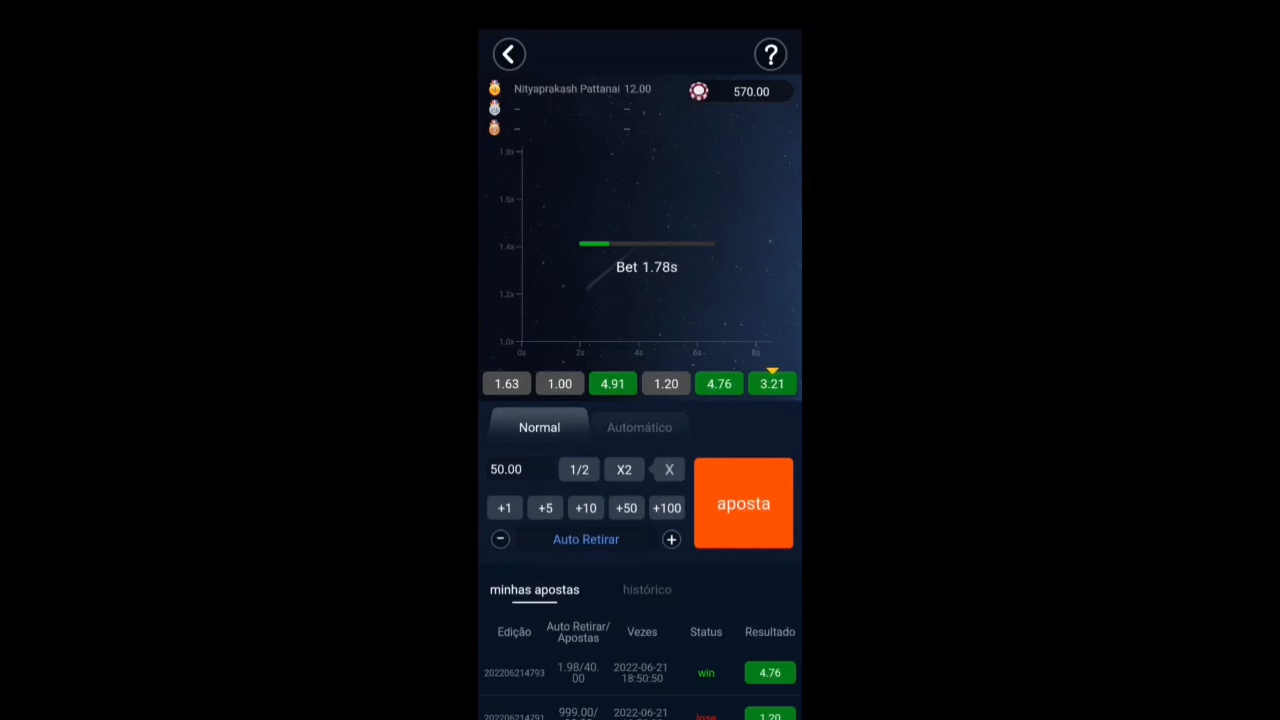 ?
Nityaprakash Pattanai 12.00
570.00
– –
– –
1.8x
1.6x
1.4x
Bet 1.78s
1.2x
1.0x
0s 2s 4s 6s 8s
1.63 1.00 4.91 1.20 4.76 3.21
Normal Automático
50.00 1/2 X2 X
aposta
+1 +5 +10 +50 +100
− Auto Retirar +
minhas apostas histórico
Edição Auto Retirar/ Vezes Status Resultado
Apostas
202206214793 1.98/40. 2022-06-21 win 4.76
00 18:50:50
202206214791 999.00/ 2022-06-21 lose 1.20